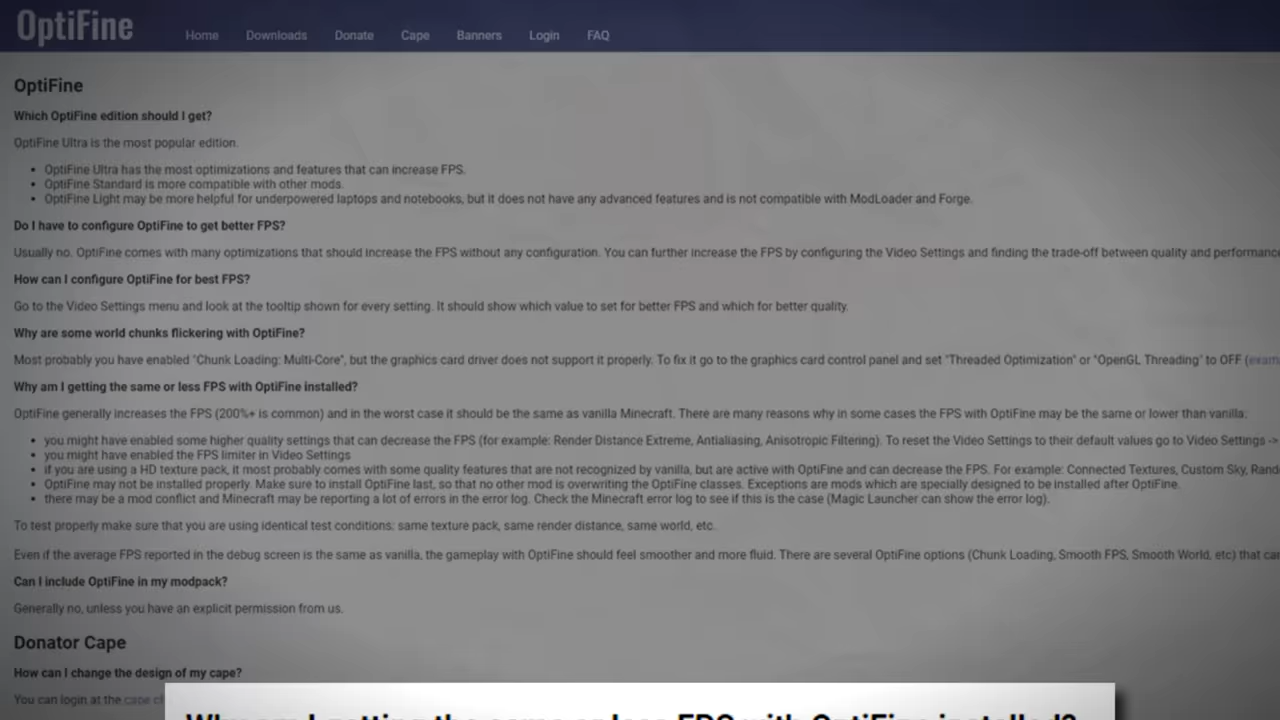 OptiFine
Home Downloads Donate Cape Banners Login FAQ
OptiFine
Which OptiFine edition should I get?
OptiFine Ultra is the most popular edition.
• OptiFine Ultra has the most optimizations and features that can increase FPS.
• OptiFine Standard is more compatible with other mods.
• OptiFine Light may be more helpful for underpowered laptops and notebooks, but it does not have any advanced features and is not compatible with ModLoader and Forge.
Do I have to configure OptiFine to get better FPS?
Usually no. OptiFine comes with many optimizations that should increase the FPS without any configuration. You can further increase the FPS by configuring the Video Settings and finding the trade-off between quality and performance
How can I configure OptiFine for best FPS?
Go to the Video Settings menu and look at the tooltip shown for every setting. It should show which value to set for better FPS and which for better quality.
Why are some world chunks flickering with OptiFine?
Most probably you have enabled "Chunk Loading: Multi-Core", but the graphics card driver does not support it properly. To fix it go to the graphics card control panel and set "Threaded Optimization" or "OpenGL Threading" to OFF (
Why am I getting the same or less FPS with OptiFine installed?
OptiFine generally increases the FPS (200%+ is common) and in the worst case it should be the same as vanilla Minecraft. There are many reasons why in some cases the FPS with OptiFine may be the same or lower than vanilla:
• you might have enabled some higher quality settings that can decrease the FPS (for example: Render Distance Extreme, Antialiasing, Anisotropic Filtering). To reset the Video Settings to their default values go to Video Settings ->
• you might have enabled the FPS limiter in Video Settings
• if you are using a HD texture pack, it most probably comes with some quality features that are not recognized by vanilla, but are active with OptiFine and can decrease the FPS. For example: Connected Textures, Custom Sky,
• OptiFine may not be installed properly. Make sure to install OptiFine last, so that no other mod is overwriting the OptiFine classes. Exceptions are mods which are specially designed to be installed after OptiFine.
• there may be a mod conflict and Minecraft may be reporting a lot of errors in the error log. Check the Minecraft error log to see if this is the case (Magic Launcher can show the error log).
To test properly make sure that you are using identical test conditions: same texture pack, same render distance, same world, etc.
Even if the average FPS reported in the debug screen is the same as vanilla, the gameplay with OptiFine should feel smoother and more fluid. There are several OptiFine options (Chunk Loading, Smooth FPS, Smooth World, etc) that
Can I include OptiFine in my modpack?
Generally no, unless you have an explicit permission from us.
Donator Cape
How can I change the design of my cape?
You can login at the cape
Why am I getting the same or less FPS with OptiFine installed?